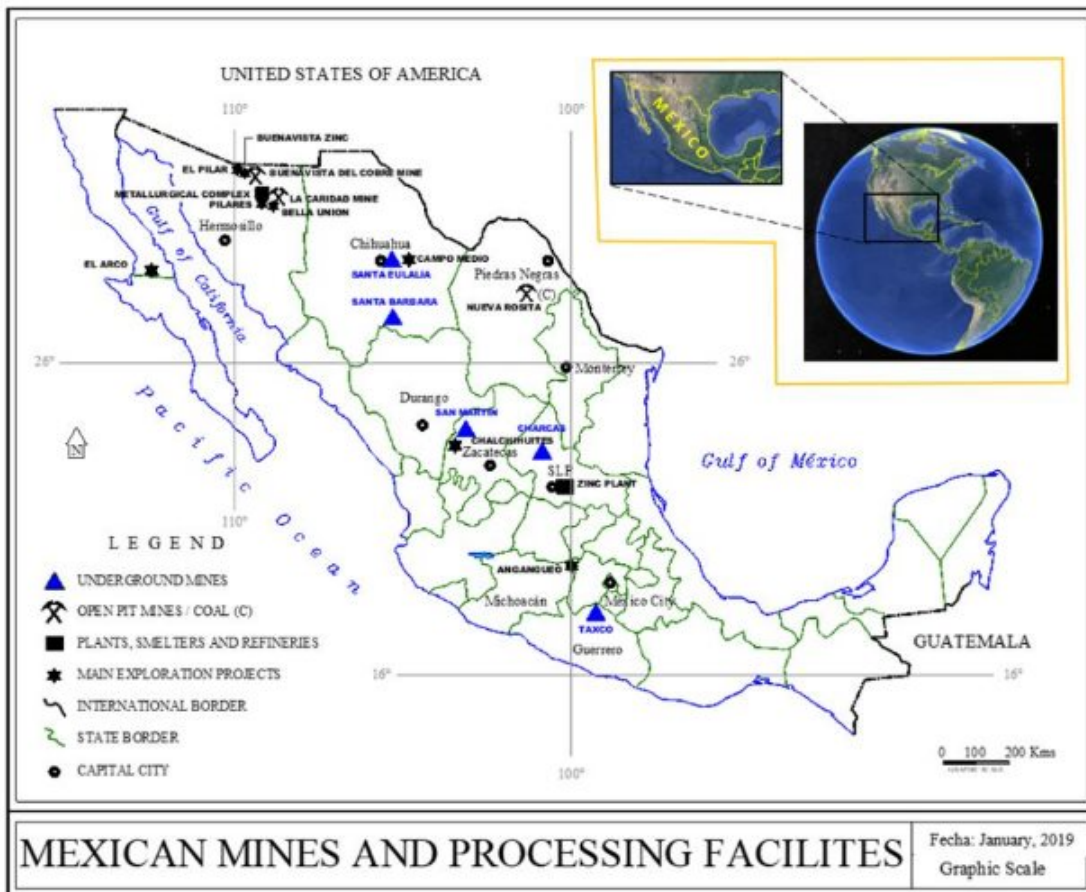 UNITED STATES OF AMERICA
MEXICO
110°
100°
BUENAVISTA ZINC
EL PILAR
BUENAVISTA DEL COBRE MINE
METALLURGICAL COMPLEX
LA CARIDAD MINE
PILARES
BELLA UNION
Hermosillo
Gulf of California
Chihuahua
CAMPO MEDIO
SANTA EULALIA
Piedras Negras
(C)
NUEVA ROSITA
EL ARCO
SANTA BARBARA
26°
26°
Monterrey
Durango
SAN MARTIN
CHARCAS
CHALCHIHUITES
Zacatecas
SLP
ZINC PLANT
N
Pacific Ocean
Gulf of México
110°
ANGANGUEO
Michoacán
Mexico City
TAXCO
Guerrero
GUATEMALA
16°
16°
100°
LEGEND
UNDERGROUND MINES
OPEN PIT MINES / COAL (C)
PLANTS, SMELTERS AND REFINERIES
MAIN EXPLORATION PROJECTS
INTERNATIONAL BORDER
STATE BORDER
CAPITAL CITY
0 100 200 Kms
GRAPHIC SCALE
MEXICAN MINES AND PROCESSING FACILITES
Fecha: January, 2019
Graphic Scale